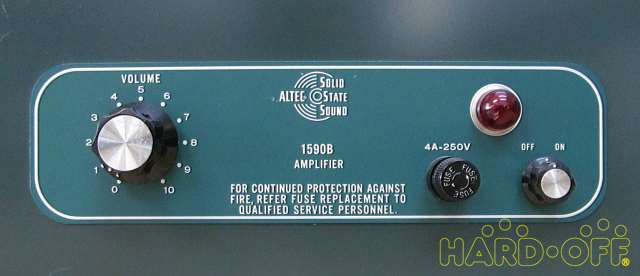 VOLUME
0
1
2
3
4
5
6
7
8
9
10
SOLID
ALTEC STATE
SOUND
1590B
AMPLIFIER
FOR CONTINUED PROTECTION AGAINST
FIRE, REFER FUSE REPLACEMENT TO
QUALIFIED SERVICE PERSONNEL.
4A-250V
FUSE FUSE FUSE
OFF ON
HARD·OFF®